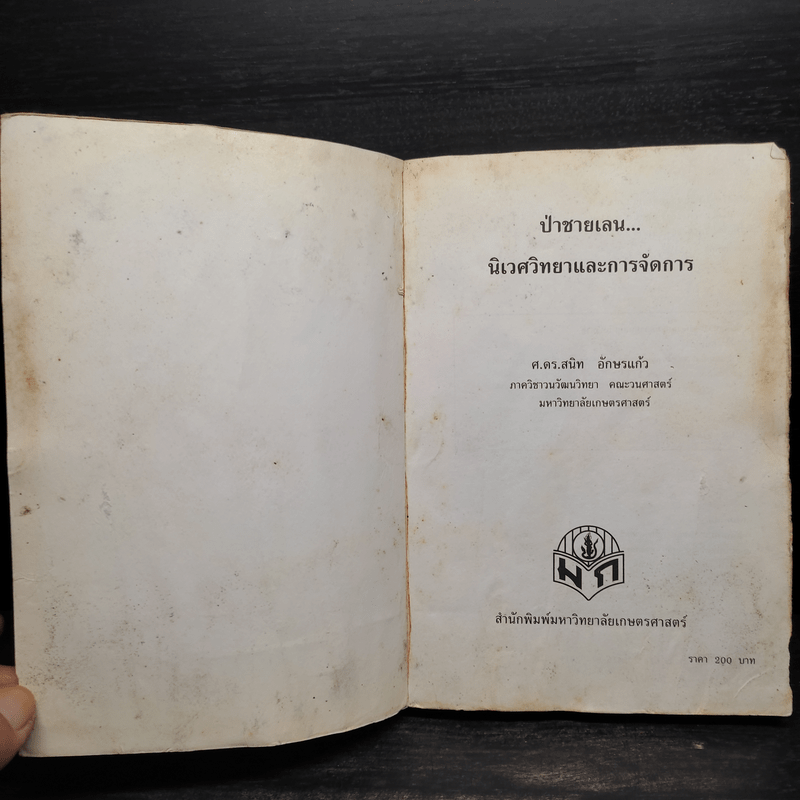 ป่าชายเลน...
นิเวศวิทยาและการจัดการ
ศ.ดร.สนิท อักษรแก้ว
ภาควิชาวนวัฒนวิทยา คณะวนศาสตร์
มหาวิทยาลัยเกษตรศาสตร์
มก
สำนักพิมพ์มหาวิทยาลัยเกษตรศาสตร์
ราคา 200 บาท